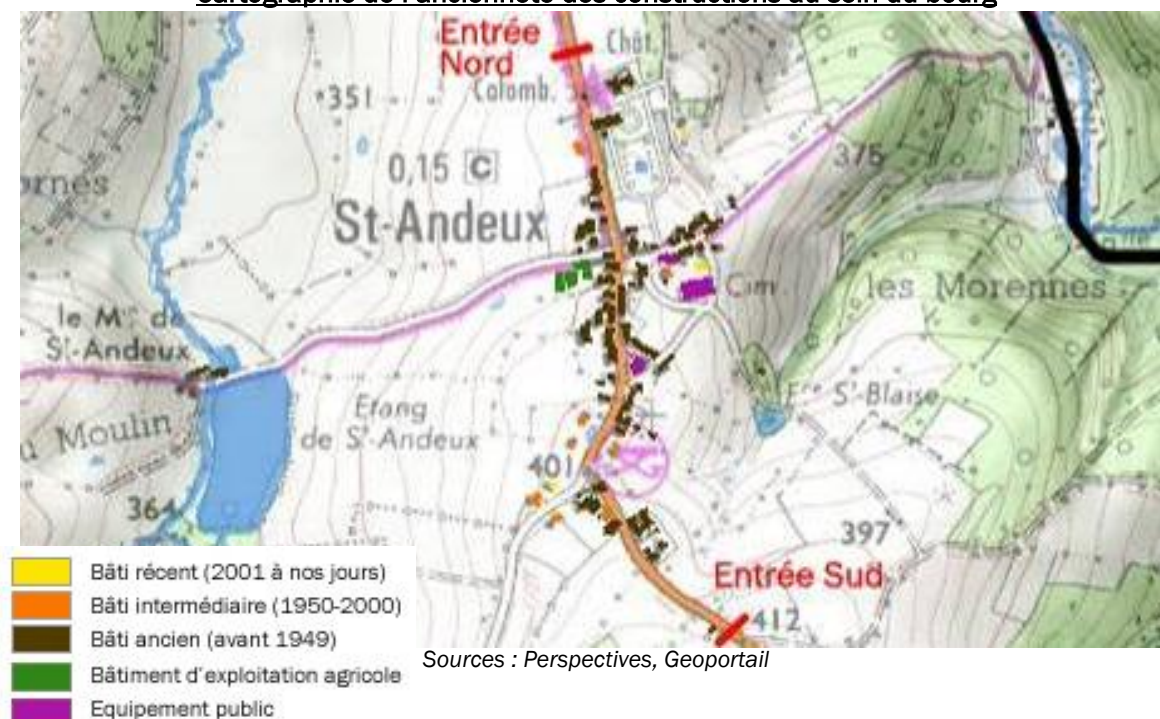 Cartographie de l'ancienneté des constructions au sein du bourg
Entrée
Nord
Chât.
Colomb.
351
0,15 C
375
ornes
St-Andeux
Cim
les Morennes
le Mⁱⁿ de
Sᵗ-Andeux
Etang
de Sᵗ-Andeux
Sᵗ-Blaise
u Moulin
401
364
397
Entrée Sud
412
Bâti récent (2001 à nos jours)
Bâti intermédiaire (1950-2000)
Bâti ancien (avant 1949)
Bâtiment d'exploitation agricole
Equipement public
Sources : Perspectives, Geoportail